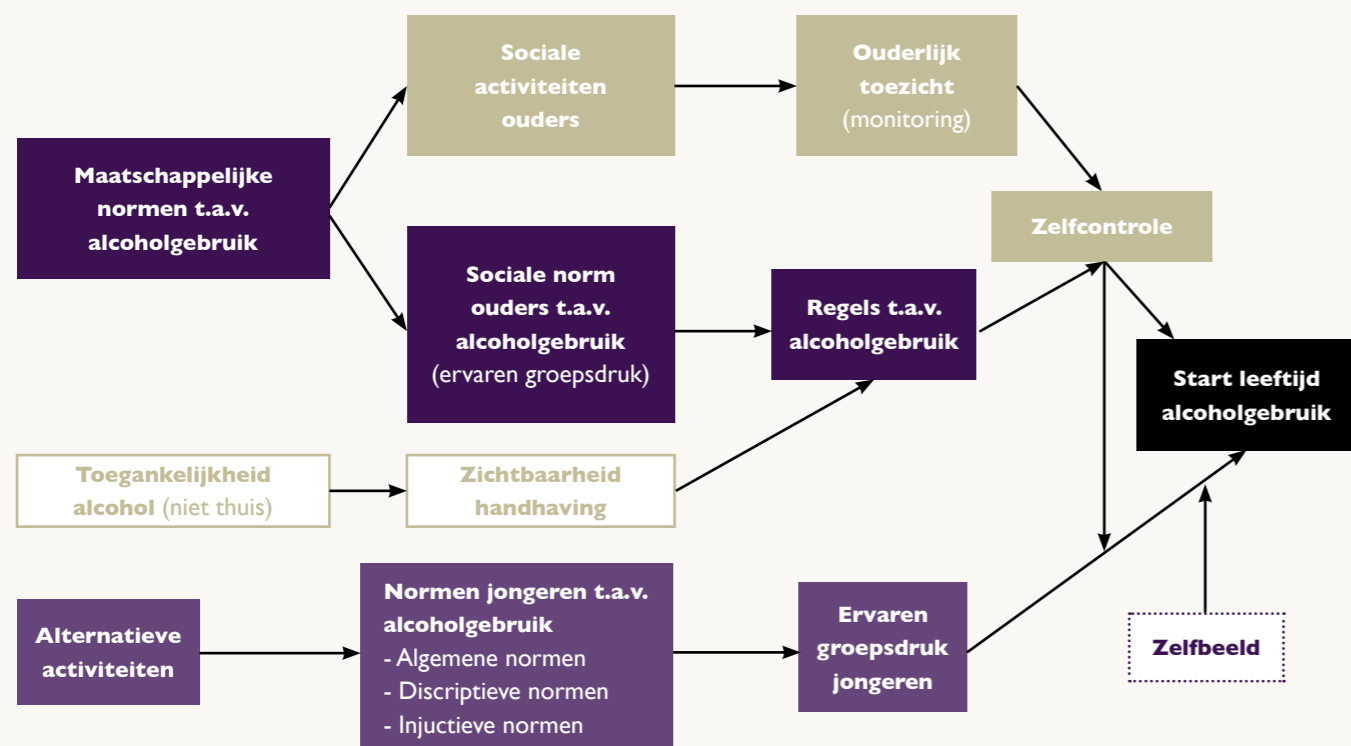 Sociale
activiteiten
ouders
Ouderlijk
toezicht
(monitoring)
Maatschappelijke
normen t.a.v.
alcoholgebruik
Zelfcontrole
Sociale norm
ouders t.a.v.
alcoholgebruik
(ervaren groepsdruk)
Regels t.a.v.
alcoholgebruik
Start leeftijd
alcoholgebruik
Toegankelijkheid
alcohol (niet thuis)
Zichtbaarheid
handhaving
Alternatieve
activiteiten
Normen jongeren t.a.v.
alcoholgebruik
- Algemene normen
- Discriptieve normen
- Injuctieve normen
Ervaren
groepsdruk
jongeren
Zelfbeeld